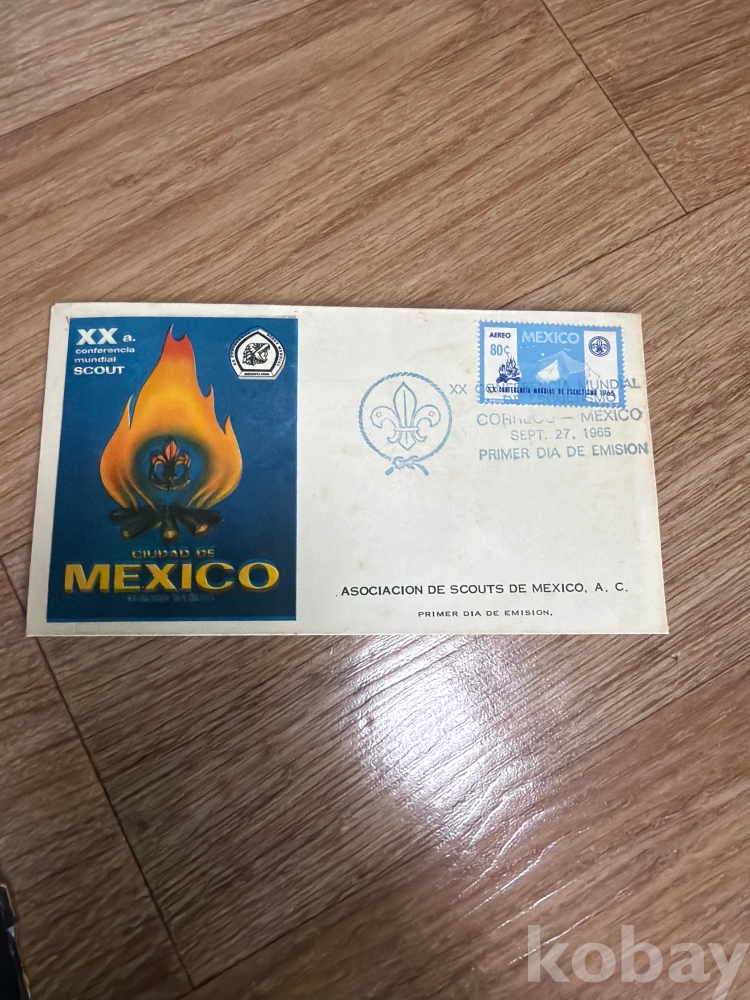 XX a.
conferencia
mundial
SCOUT
CIUDAD DE
MEXICO
AEREO
80¢
MEXICO
XX CONFERENCIA MUNDIAL DE ESCULTISMO 1965
XX MUNDIAL
CORREOS - MEXICO
SEPT. 27, 1965
PRIMER DIA DE EMISION
ASOCIACION DE SCOUTS DE MEXICO, A. C.
PRIMER DIA DE EMISION.
kobay